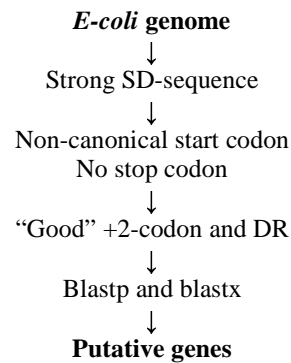 E-coli genome
↓
Strong SD-sequence
↓
Non-canonical start codon
No stop codon
↓
“Good” +2-codon and DR
↓
Blastp and blastx
↓
Putative genes